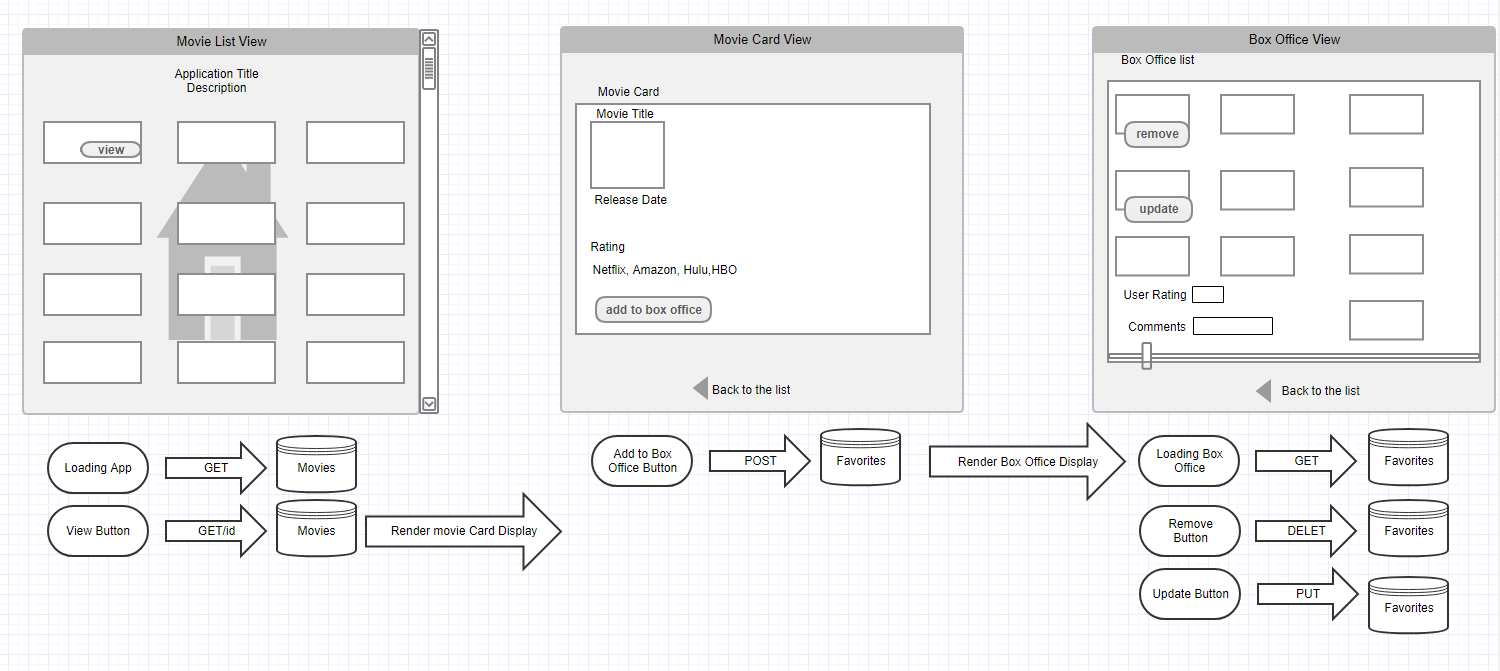 Movie List View
Application Title
Description
view
Movie Card View
Movie Card
Movie Title
Release Date
Rating
Netflix, Amazon, Hulu,HBO
add to box office
Back to the list
Box Office View
Box Office list
remove
update
User Rating
Comments
Back to the list
Loading App
GET
Movies
View Button
GET/id
Movies
Render movie Card Display
Add to Box
Office Button
POST
Favorites
Render Box Office Display
Loading Box
Office
GET
Favorites
Remove
Button
DELET
Favorites
Update Button
PUT
Favorites